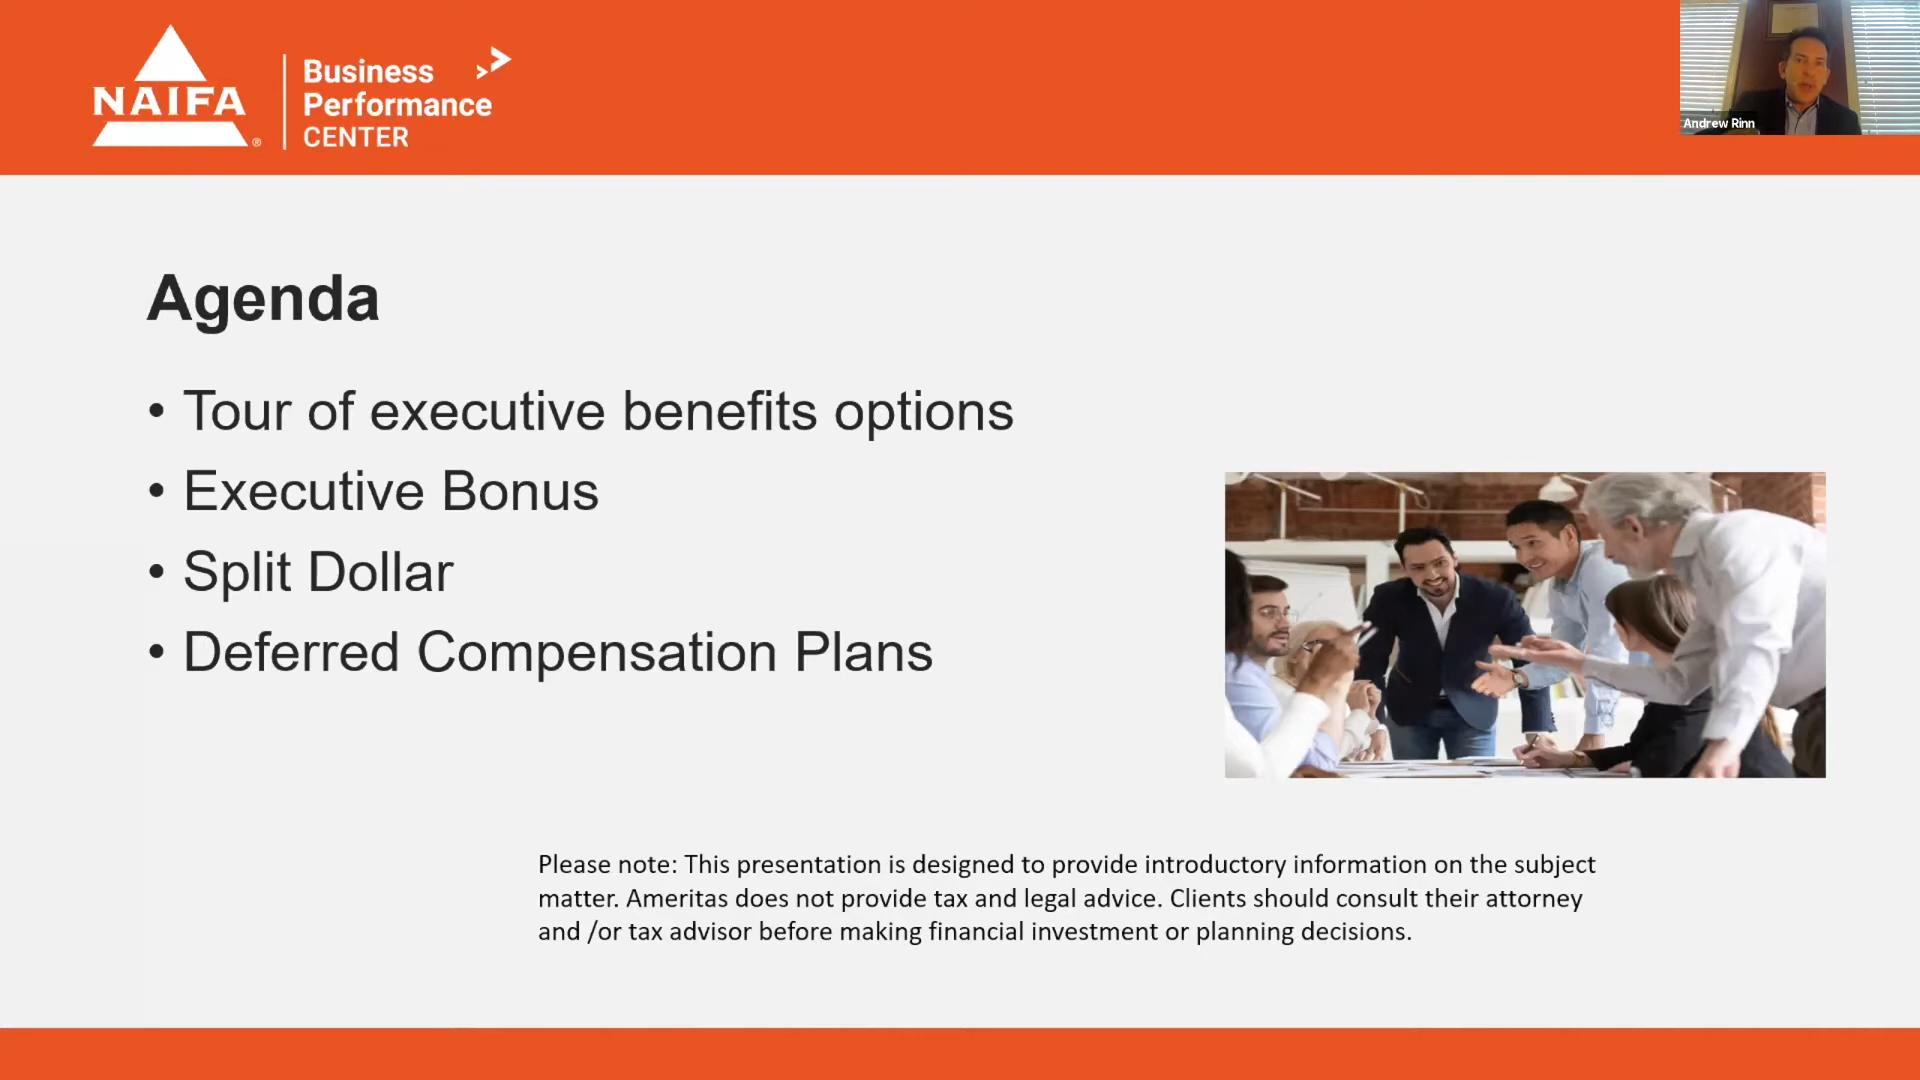 NAIFA®
Business
Performance
CENTER
Andrew Rinn
Agenda
• Tour of executive benefits options
• Executive Bonus
• Split Dollar
• Deferred Compensation Plans
Please note: This presentation is designed to provide introductory information on the subject
matter. Ameritas does not provide tax and legal advice. Clients should consult their attorney
and /or tax advisor before making financial investment or planning decisions.